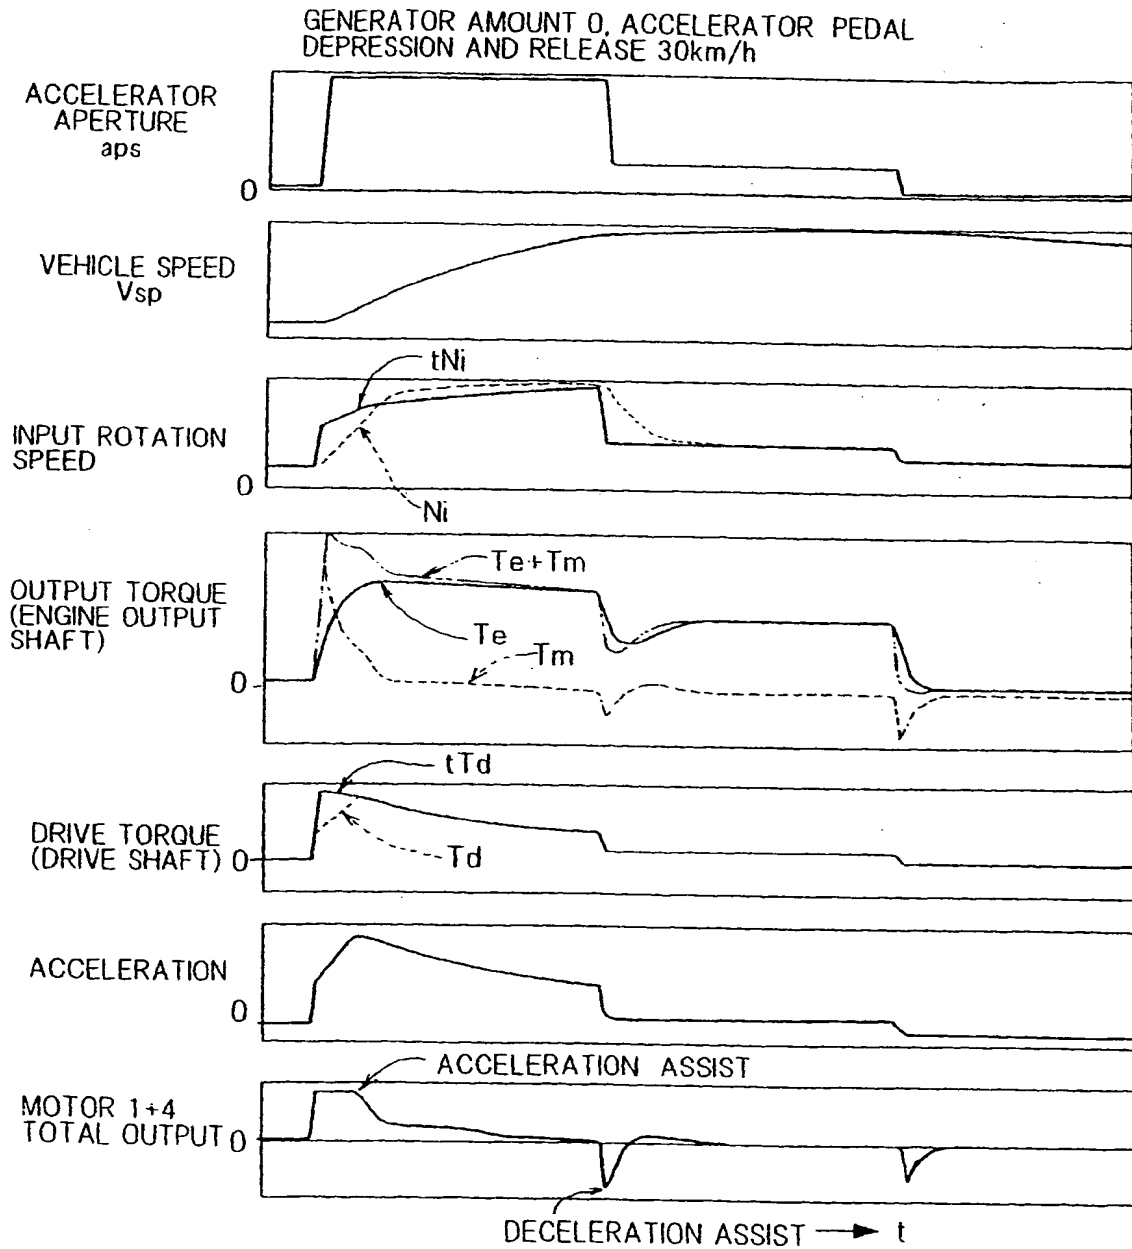 GENERATOR AMOUNT 0, ACCELERATOR PEDAL
DEPRESSION AND RELEASE 30km/h
ACCELERATOR
APERTURE
aps
0
VEHICLE SPEED
Vsp
tNi
INPUT ROTATION
SPEED
0
Ni
Te+Tm
OUTPUT TORQUE
(ENGINE OUTPUT
SHAFT)
Te
Tm
0
tTd
DRIVE TORQUE
(DRIVE SHAFT) 0
Td
ACCELERATION
0
ACCELERATION ASSIST
MOTOR 1+4
TOTAL OUTPUT 0
DECELERATION ASSIST
t